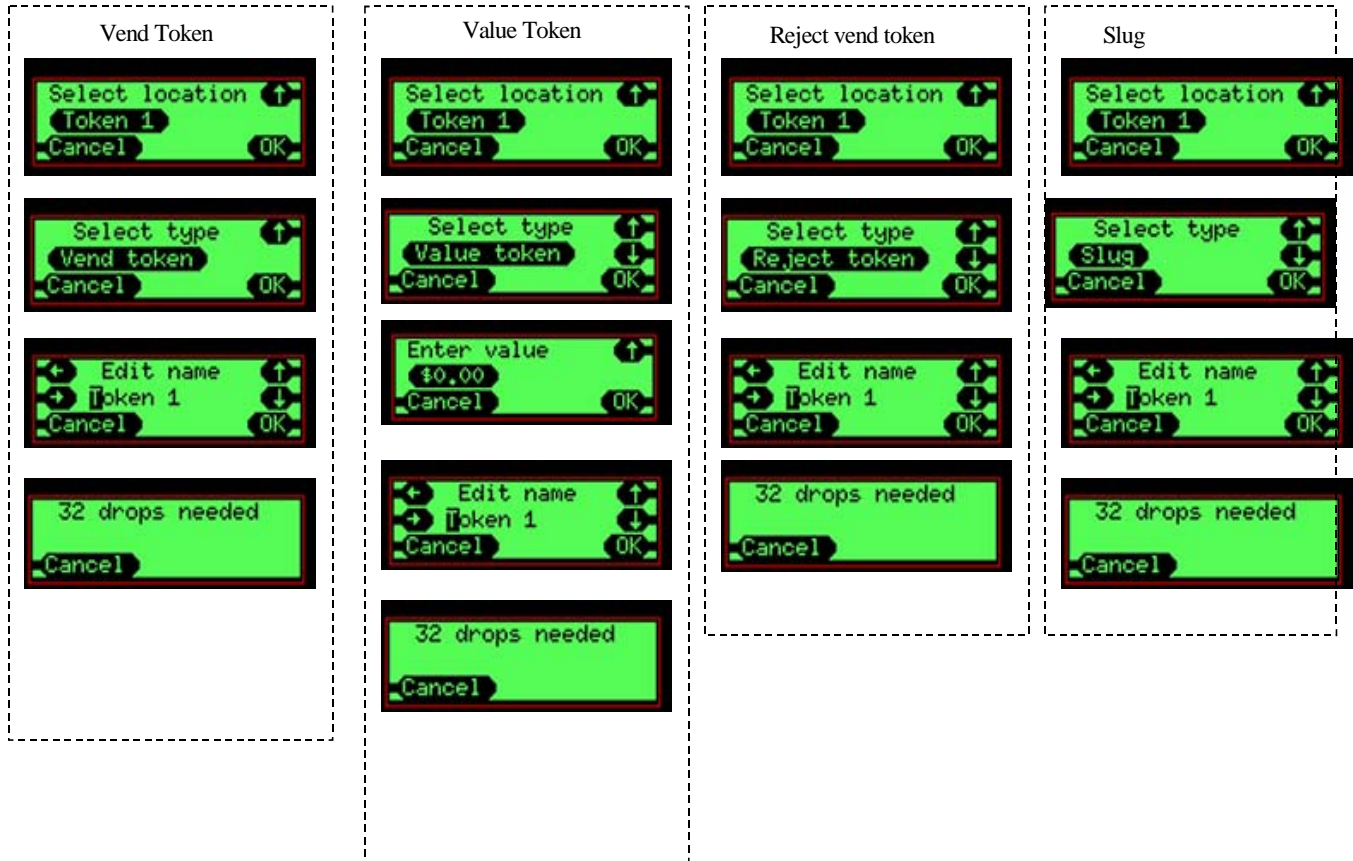 Vend Token
Select location ↑
Token 1
Cancel OK
Select type ↑
Vend token
Cancel OK
← Edit name ↑
→ Token 1 ↓
Cancel OK
32 drops needed
Cancel
Value Token
Select location ↑
Token 1
Cancel OK
Select type ↑
Value token ↓
Cancel OK
Enter value ↑
$0.00
Cancel OK
← Edit name ↑
→ Token 1 ↓
Cancel OK
32 drops needed
Cancel
Reject vend token
Select location ↑
Token 1
Cancel OK
Select type ↑
Reject token ↓
Cancel OK
← Edit name ↑
→ Token 1 ↓
Cancel OK
32 drops needed
Cancel
Slug
Select location ↑
Token 1
Cancel OK
Select type ↑
Slug ↓
Cancel OK
← Edit name ↑
→ Token 1 ↓
Cancel OK
32 drops needed
Cancel